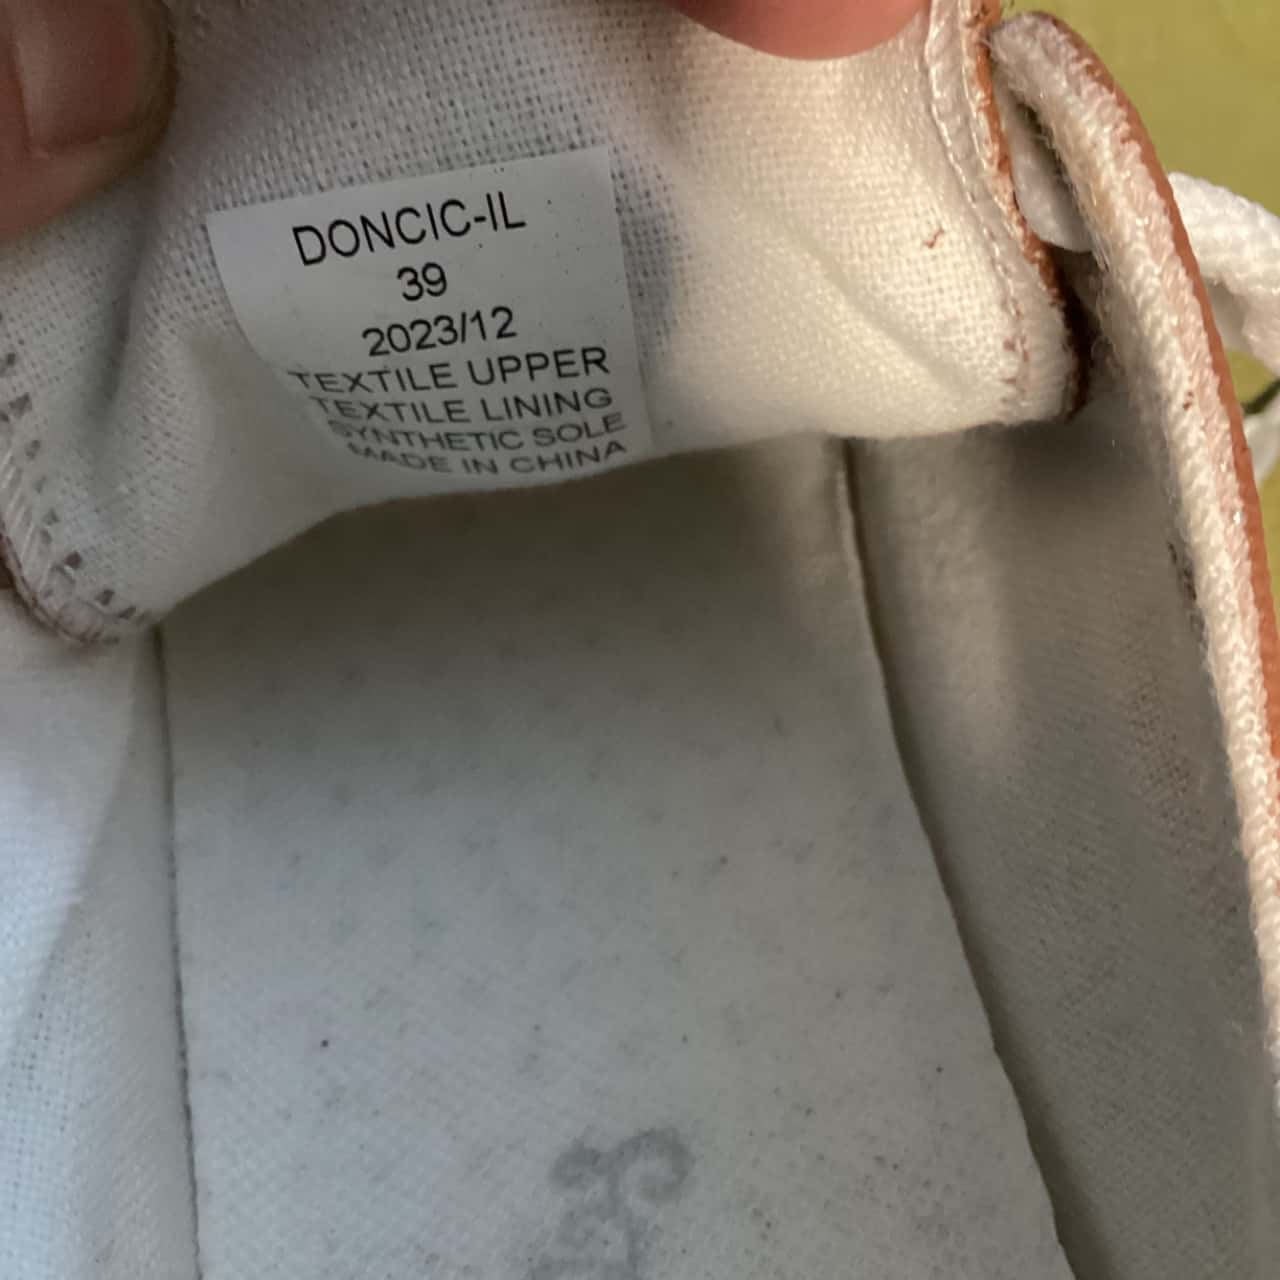 DONCIC-IL
39
2023/12
TEXTILE UPPER
TEXTILE LINING
SYNTHETIC SOLE
MADE IN CHINA